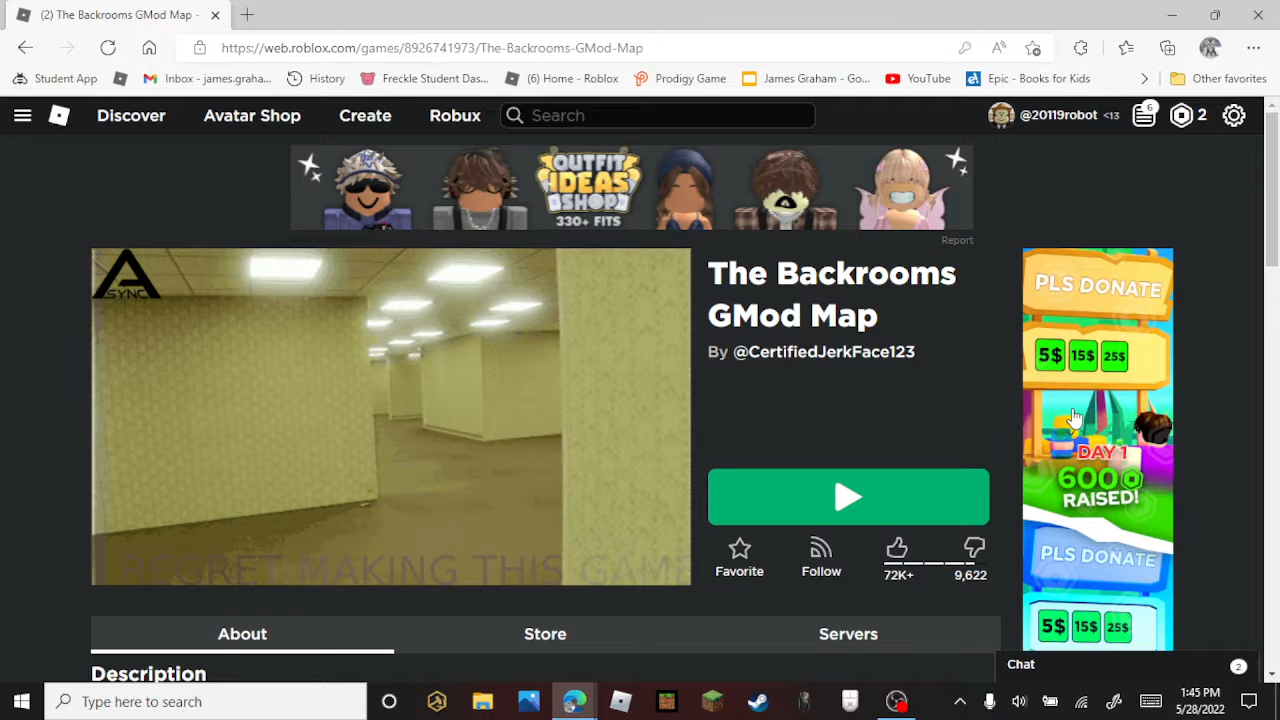 (2) The Backrooms GMod Map -
https://web.roblox.com/games/8926741973/The-Backrooms-GMod-Map
Student App
Inbox - james.graha...
History
Freckle Student Das...
(6) Home - Roblox
Prodigy Game
James Graham - Go...
YouTube
Epic - Books for Kids
Other favorites
Discover
Avatar Shop
Create
Robux
Search
@20119robot <13
6
2
OUTFIT
IDEAS
SHOP
330+ FITS
Report
A
SYNC
REGRET MAKING THIS GAME
The Backrooms
GMod Map
By @CertifiedJerkFace123
Favorite
Follow
72K+
9,622
PLS DONATE
5$ 15$ 25$
DAY 1
600
RAISED!
PLS DONATE
5$ 15$ 25$
About
Store
Servers
Description
Chat
2
Type here to search
1:45 PM
5/28/2022